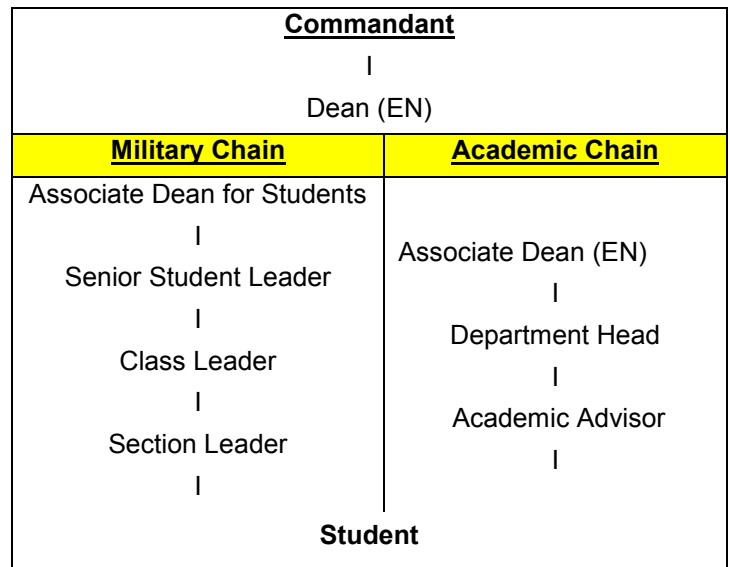 Commandant
I
Dean (EN)
Military Chain
Academic Chain
Associate Dean for Students
I
Senior Student Leader
I
Class Leader
I
Section Leader
I
Associate Dean (EN)
I
Department Head
I
Academic Advisor
I
Student